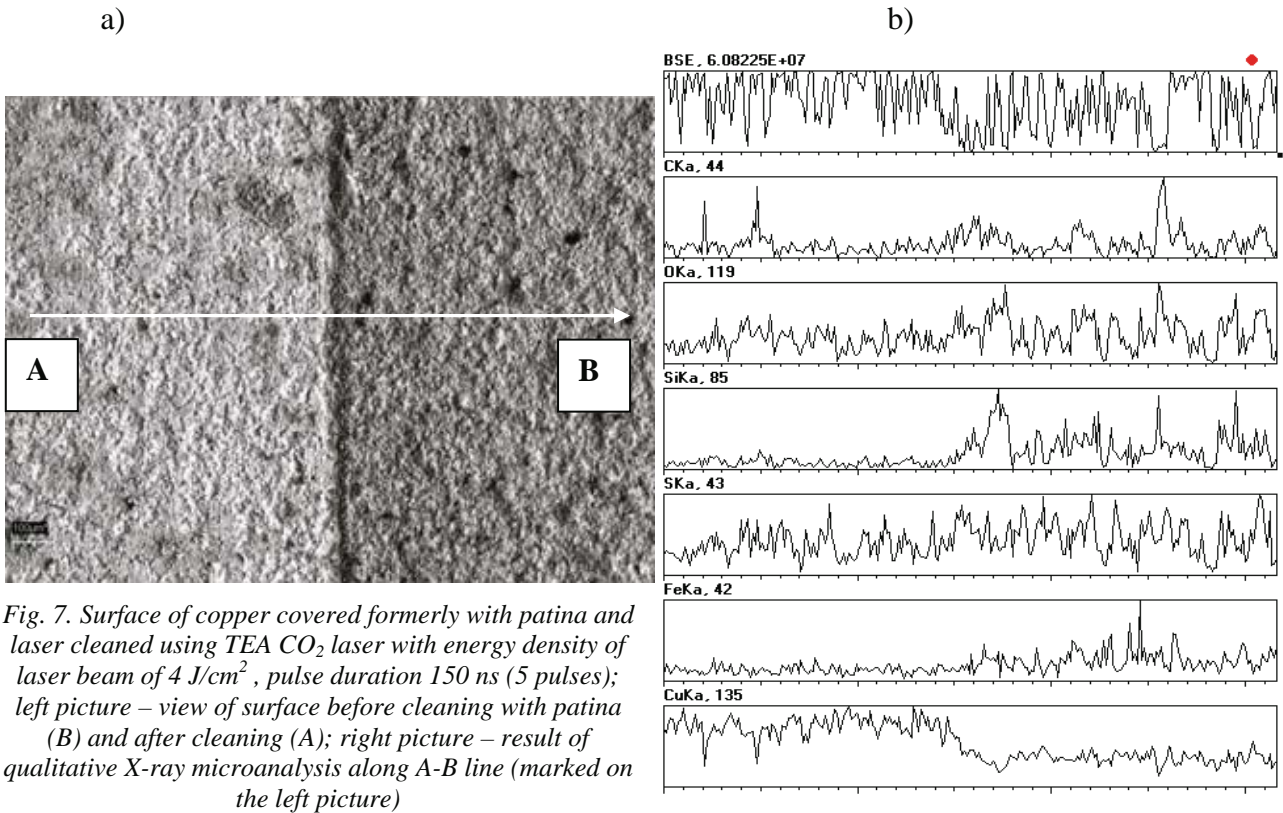 a)
b)
A
B
100µm
Fig. 7. Surface of copper covered formerly with patina and
laser cleaned using TEA CO₂ laser with energy density of
laser beam of 4 J/cm² , pulse duration 150 ns (5 pulses);
left picture – view of surface before cleaning with patina
(B) and after cleaning (A); right picture – result of
qualitative X-ray microanalysis along A-B line (marked on
the left picture)
BSE, 6.08225E+07
CKa, 44
OKa, 119
SiKa, 85
SKa, 43
FeKa, 42
CuKa, 135